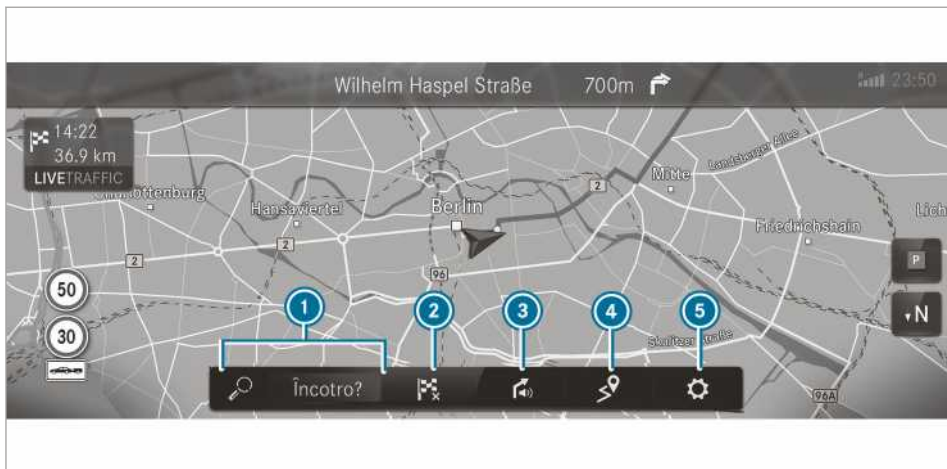 Wilhelm Haspel Straße 700m
23:50
14:22
36.9 km
LIVETRAFFIC
Mitte
Landsberger Allee
Charlottenburg
Hansaviertel
Berlin
2
Friedrichshain
Lich
2
2
96
P
50
1
2
3
4
5
N
30
Skalitzer Straße
Încotro?
96A